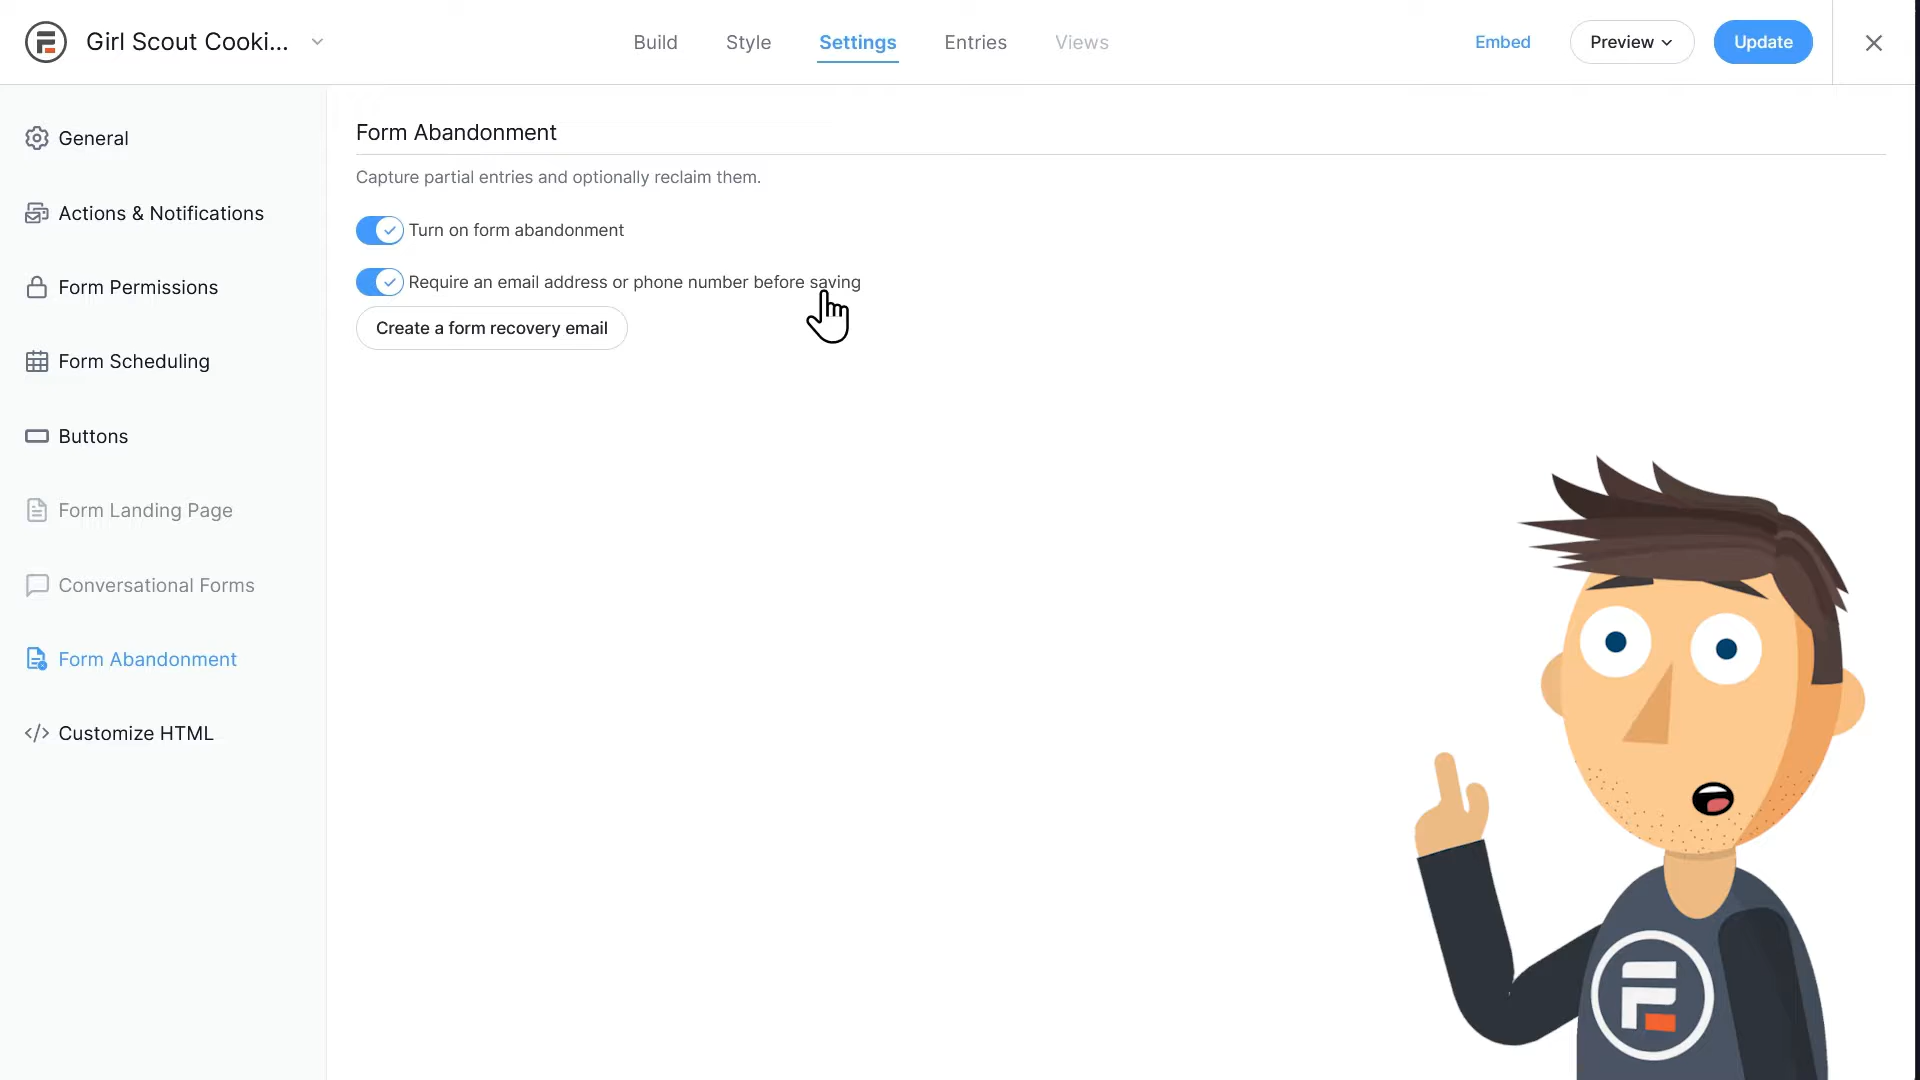 Girl Scout Cooki...
Build
Style
Settings
Entries
Views
Embed
Preview
Update
General
Actions & Notifications
Form Permissions
Form Scheduling
Buttons
Form Landing Page
Conversational Forms
Form Abandonment
Customize HTML
Form Abandonment
Capture partial entries and optionally reclaim them.
Turn on form abandonment
Require an email address or phone number before saving
Create a form recovery email